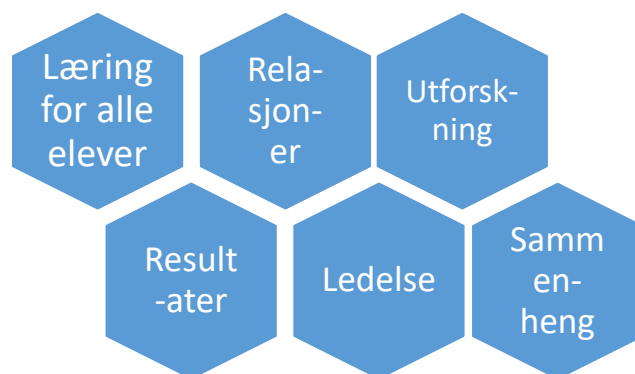 Læring
for alle
elever
Rela-
sjon-
er
Utforsk-
ning
Result
-ater
Ledelse
Samm
en-
heng